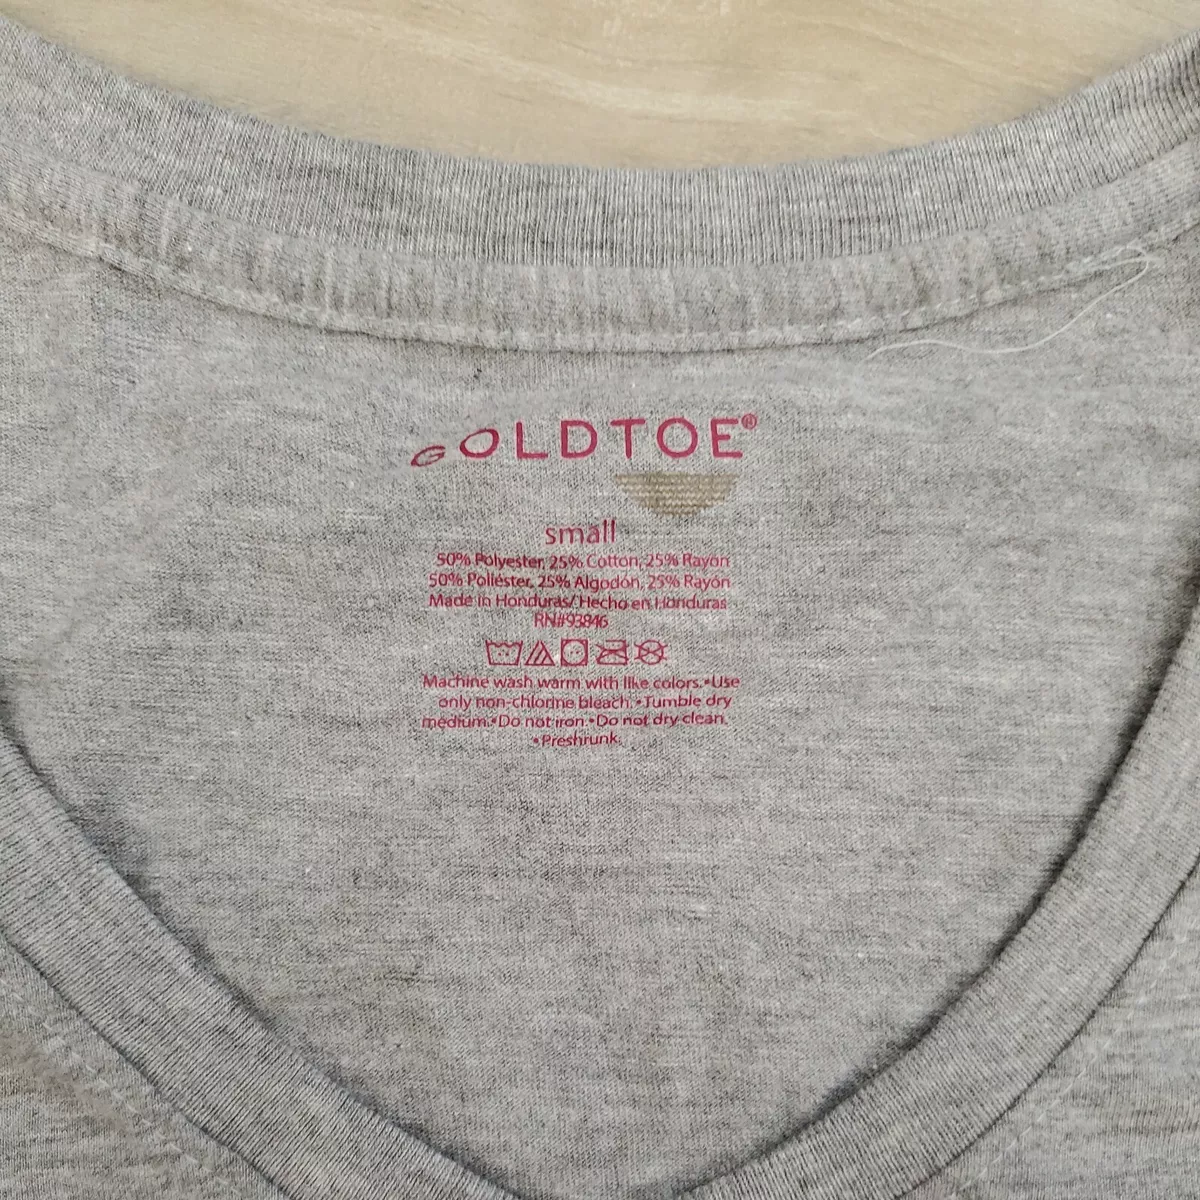 GOLDTOE®
small
50% Polyester, 25% Cotton, 25% Rayon
50% Poliéster, 25% Algodón, 25% Rayón
Made in Honduras/Hecho en Honduras
RN#93846
Machine wash warm with like colors.•Use
only non-chlorine bleach.•Tumble dry
medium.•Do not iron.•Do not dry clean.
•Preshrunk.